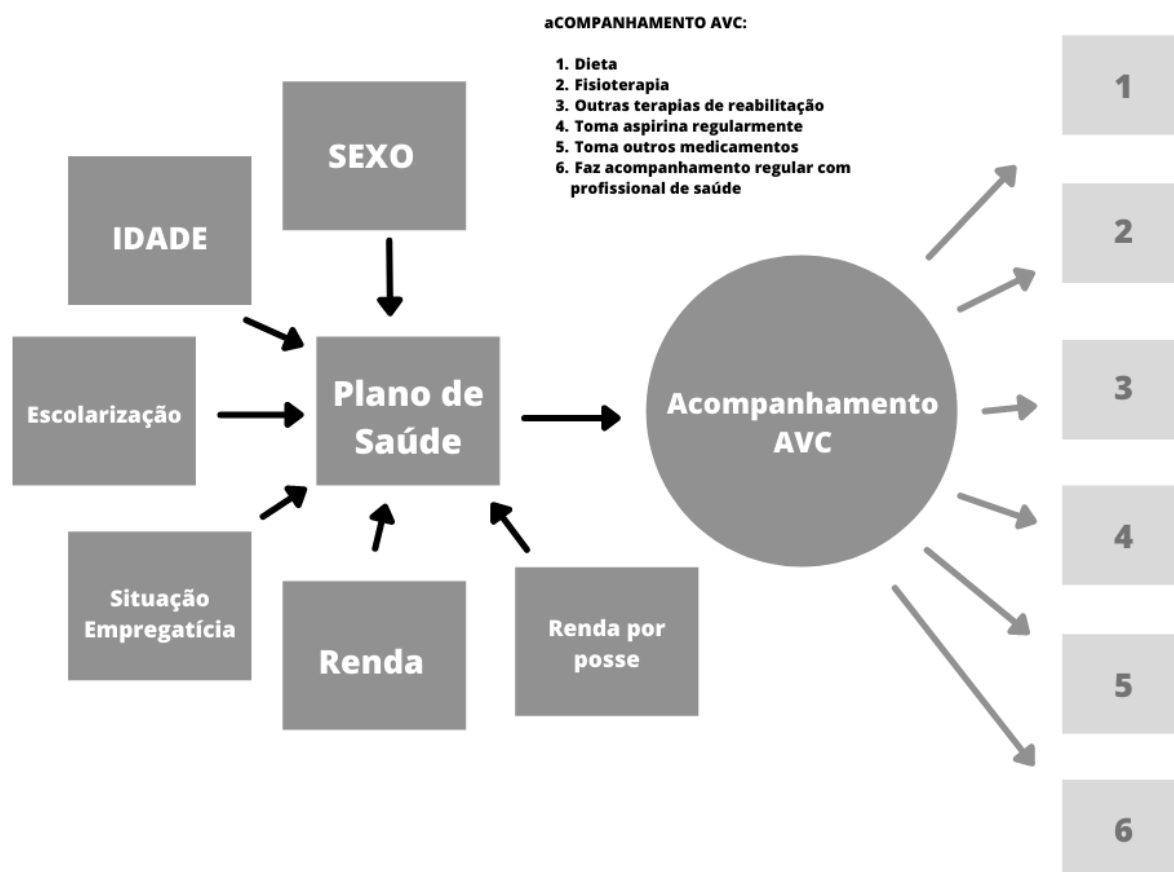 aCOMPANHAMENTO AVC:
1. Dieta
2. Fisioterapia
3. Outras terapias de reabilitação
4. Toma aspirina regularmente
5. Toma outros medicamentos
6. Faz acompanhamento regular com
profissional de saúde
SEXO
IDADE
Escolarização
Plano de
Saúde
Situação
Empregatícia
Renda
Renda por
posse
Acompanhamento
AVC
1
2
3
4
5
6